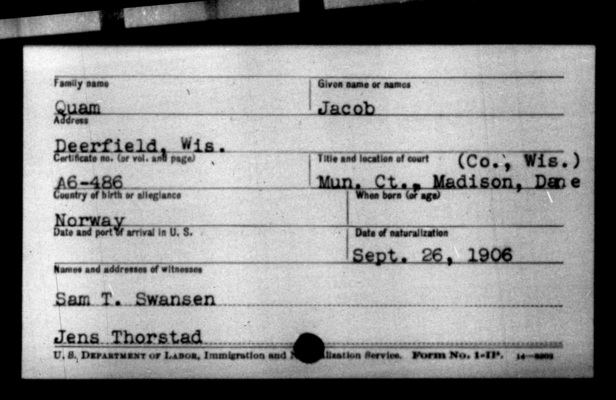 Family name Given name or names
Quam Jacob
Address
Deerfield, Wis.
Certificate no. (or vol. and page) Title and location of court (Co., Wis.)
A6-486 Mun. Ct., Madison, Dane
Country of birth or allegiance When born (or age)
Norway
Date and port of arrival in U. S. Date of naturalization
Sept. 26, 1906
Names and addresses of witnesses
Sam T. Swansen
Jens Thorstad
U. S. DEPARTMENT OF LABOR, Immigration and Service. Form No. 1-IP.